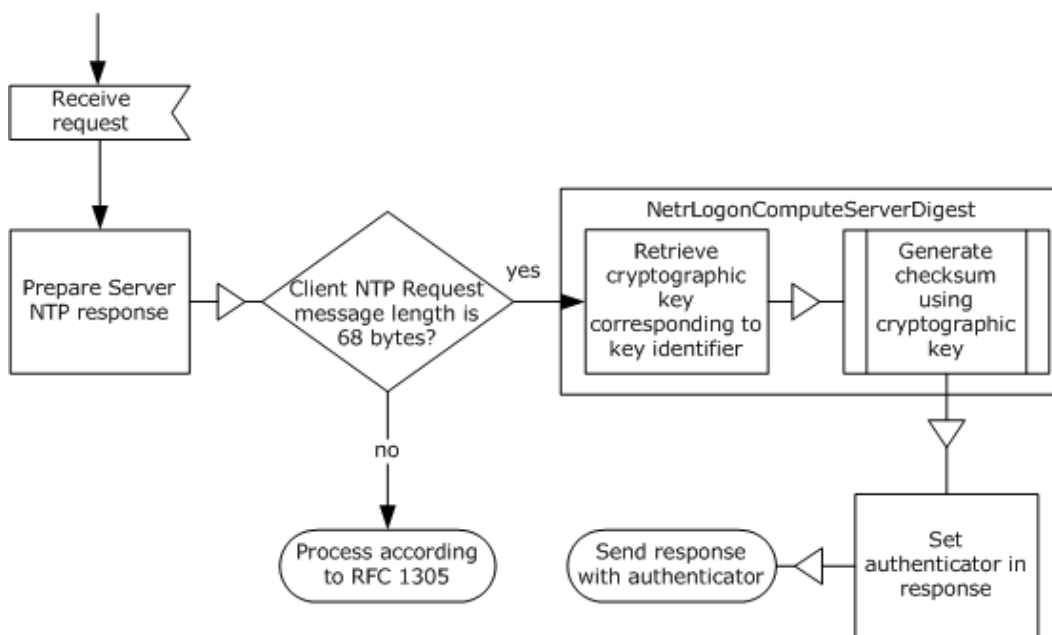 Receive
request
Prepare Server
NTP response
Client NTP Request
message length is
68 bytes?
yes
no
Process according
to RFC 1305
NetrLogonComputeServerDigest
Retrieve
cryptographic
key
corresponding to
key identifier
Generate
checksum
using
cryptographic
key
Set
authenticator in
response
Send response
with authenticator